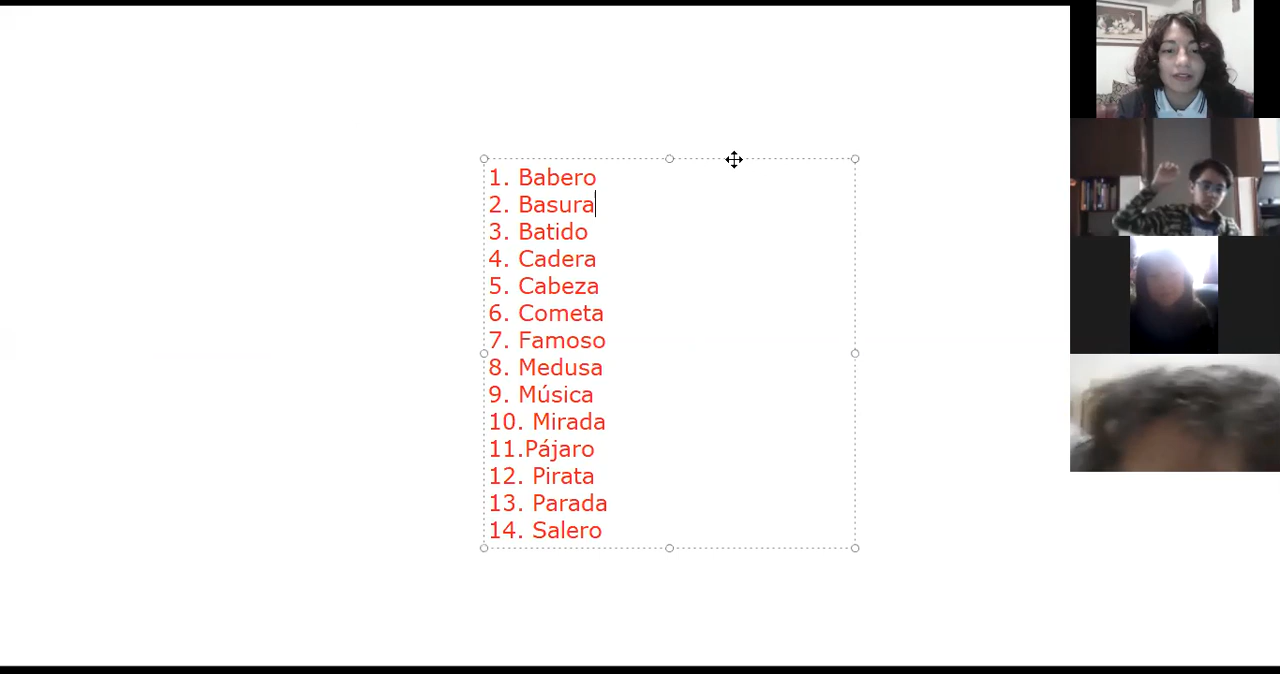 1. Babero
2. Basura
3. Batido
4. Cadera
5. Cabeza
6. Cometa
7. Famoso
8. Medusa
9. Música
10. Mirada
11.Pájaro
12. Pirata
13. Parada
14. Salero